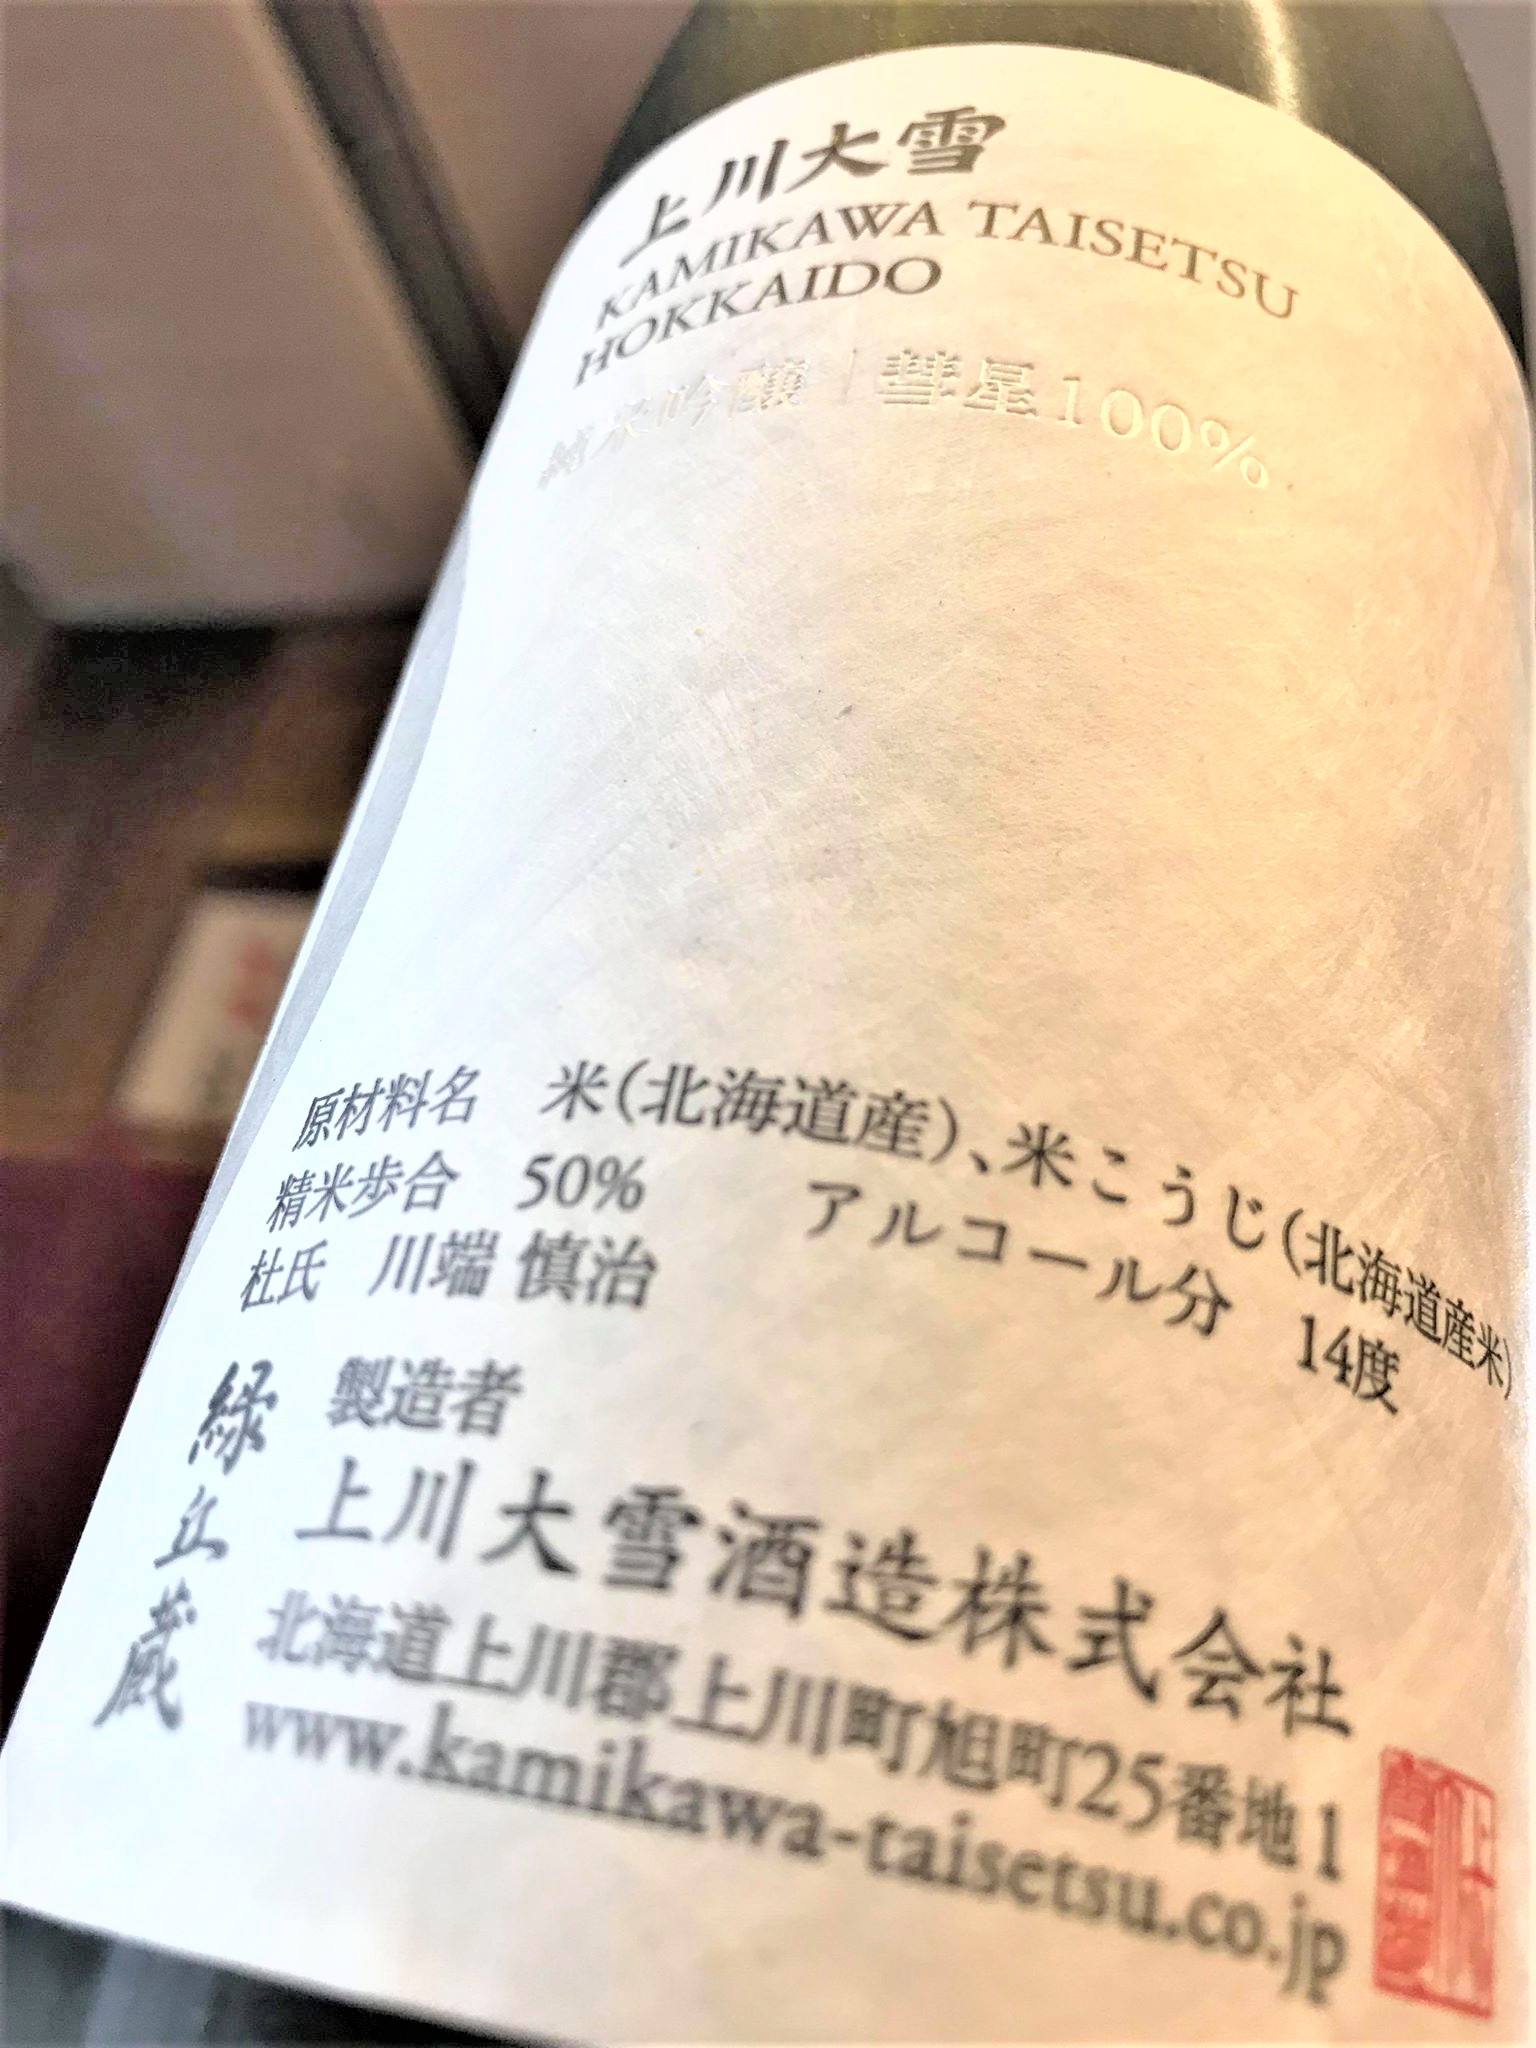 上川大雪
KAMIKAWA TAISETSU
HOKKAIDO
純米吟醸｜彗星100%
原材料名　米（北海道産）、米こうじ（北海道産米）
精米歩合　50%　アルコール分　14度
杜氏　川端 慎治
緑丘蔵
製造者
上川大雪酒造株式会社
北海道上川郡上川町旭町25番地1
www.kamikawa-taisetsu.co.jp